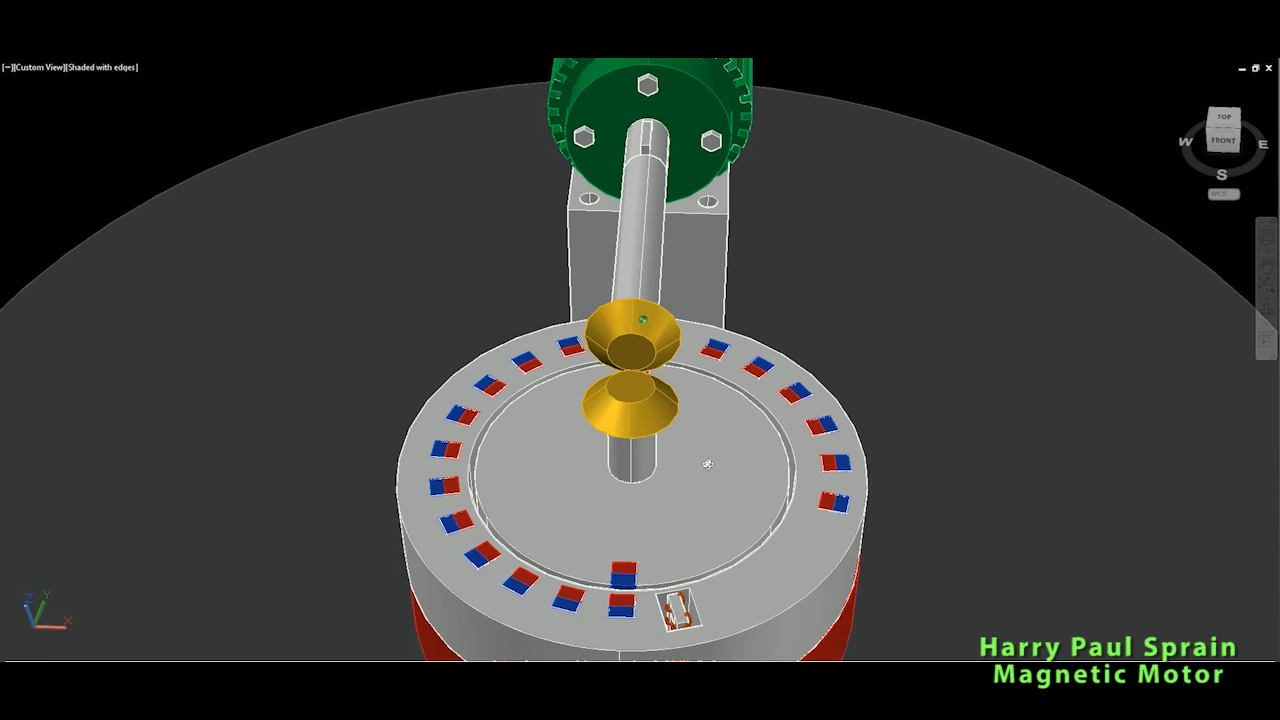 [−][Custom View][Shaded with edges]
TOP
FRONT
W
E
S
WCS
Z
Y
X
Harry Paul Sprain
Magnetic Motor